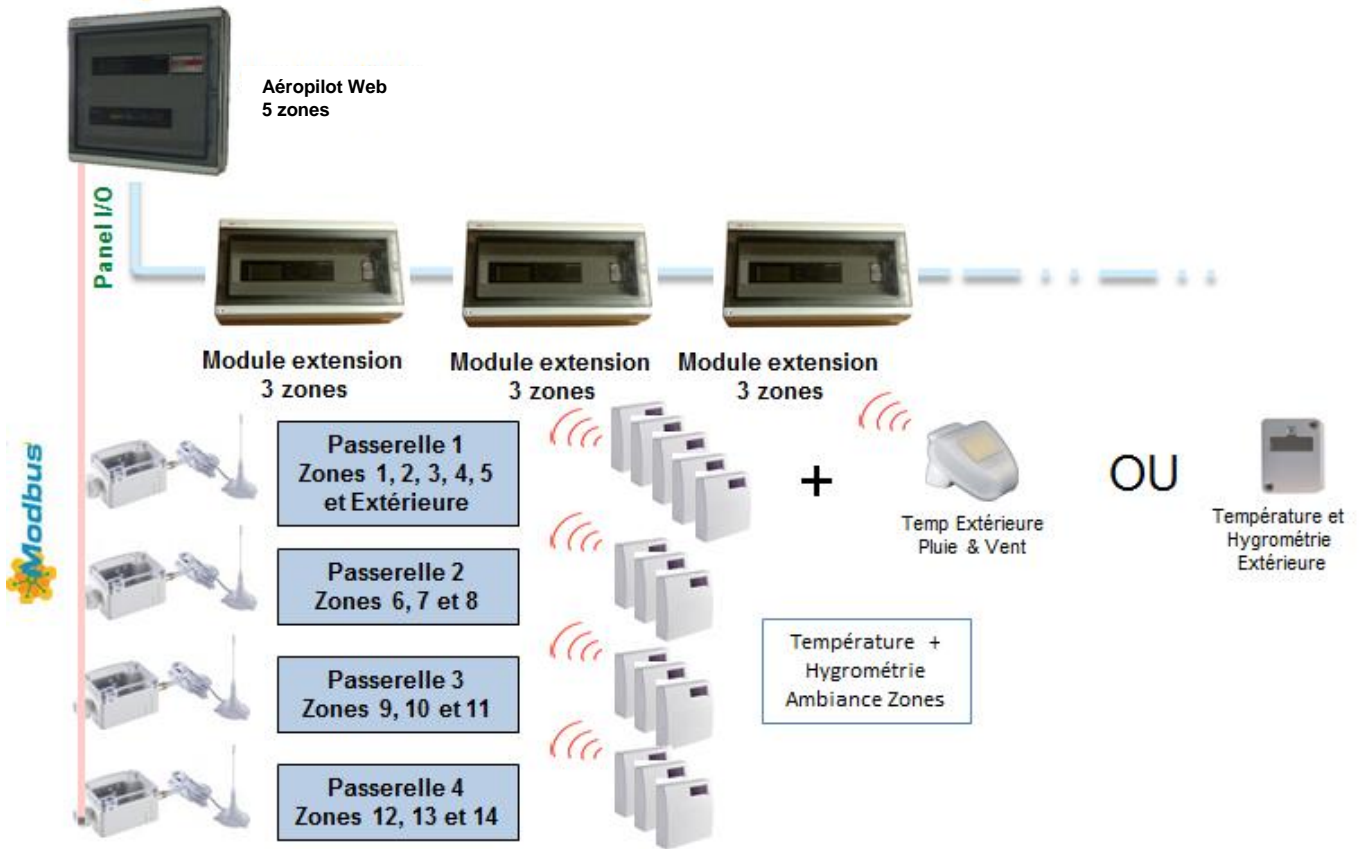 Aéropilot Web
5 zones
Panel I/O
Module extension
3 zones
Module extension
3 zones
Module extension
3 zones
Modbus
Passerelle 1
Zones 1, 2, 3, 4, 5
et Extérieure
+
Temp Extérieure
Pluie & Vent
OU
Température et
Hygrométrie
Extérieure
Passerelle 2
Zones 6, 7 et 8
Température +
Hygrométrie
Ambiance Zones
Passerelle 3
Zones 9, 10 et 11
Passerelle 4
Zones 12, 13 et 14